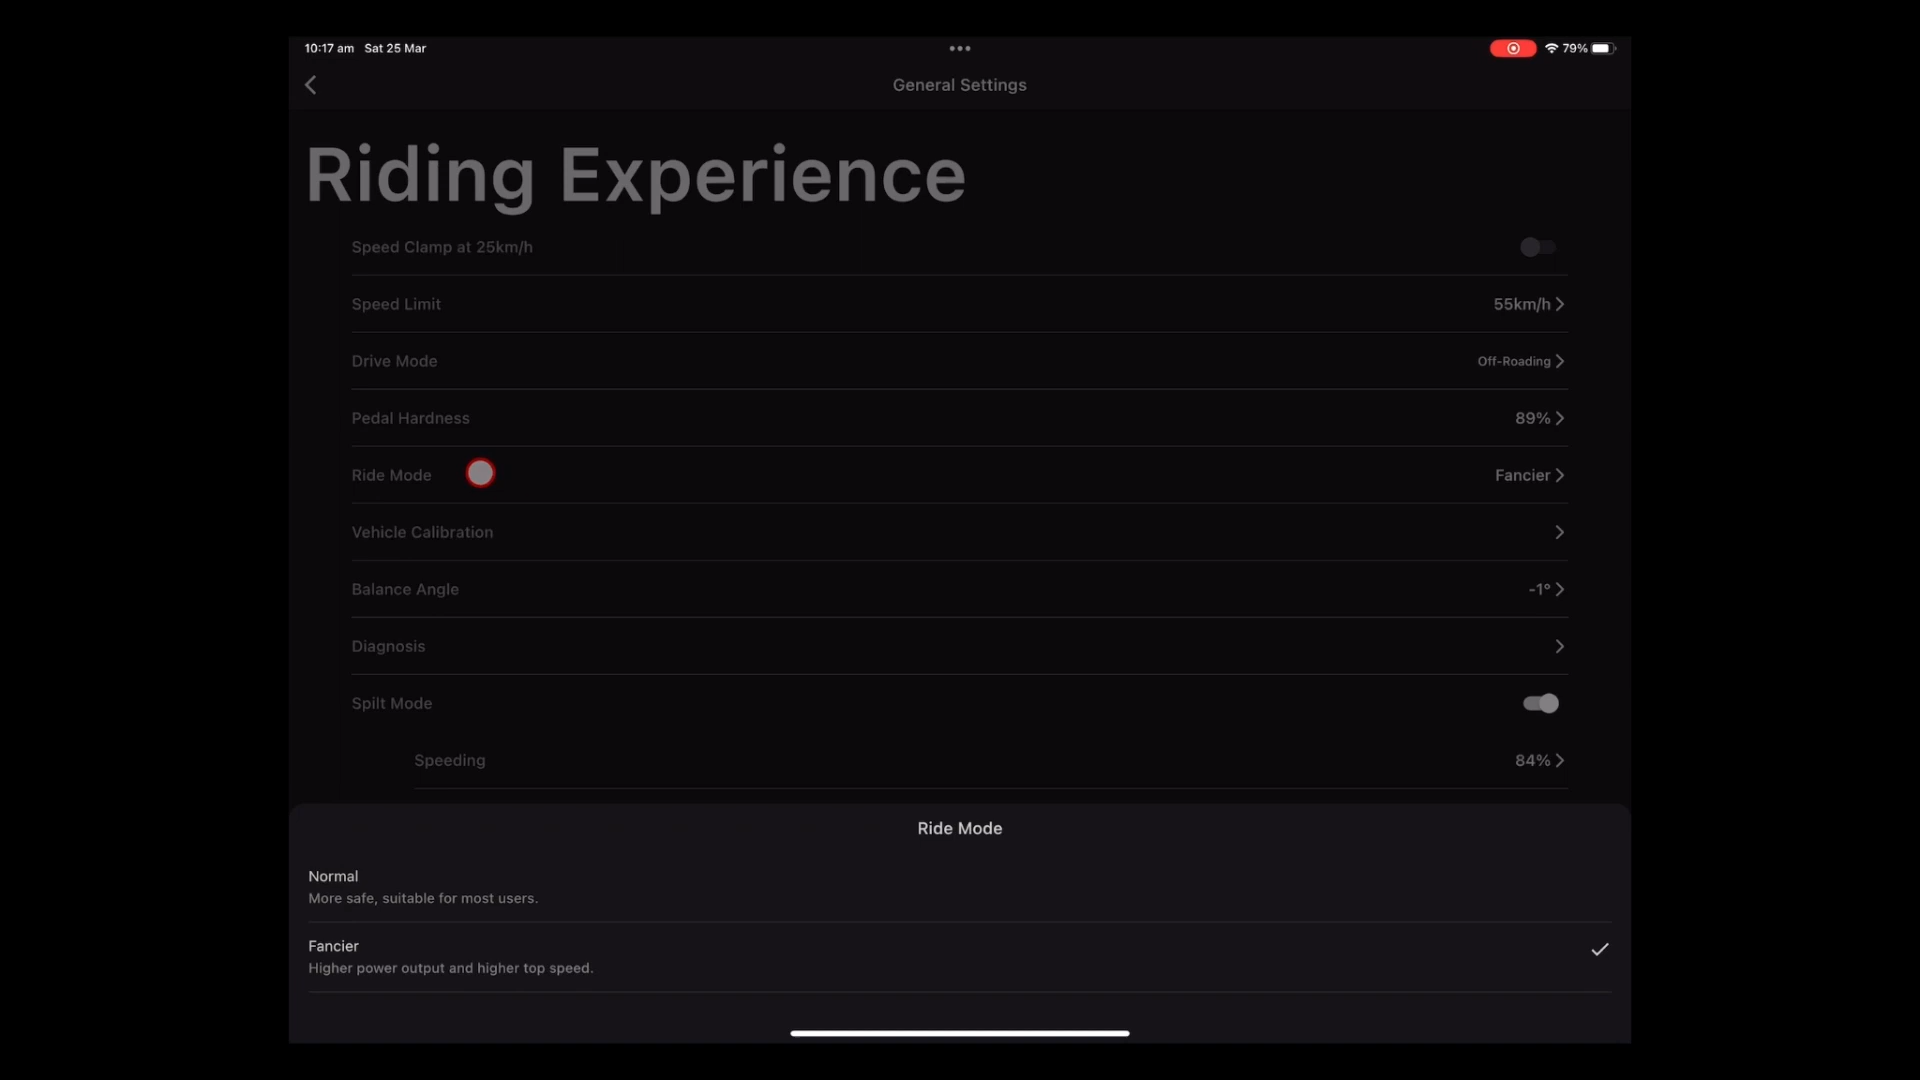 10:17 am Sat 25 Mar
79%
General Settings
Riding Experience
Speed Clamp at 25km/h
Speed Limit 55km/h
Drive Mode Off-Roading
Pedal Hardness 89%
Ride Mode Fancier
Vehicle Calibration
Balance Angle -1°
Diagnosis
Spilt Mode
Speeding 84%
Ride Mode
Normal
More safe, suitable for most users.
Fancier
Higher power output and higher top speed.